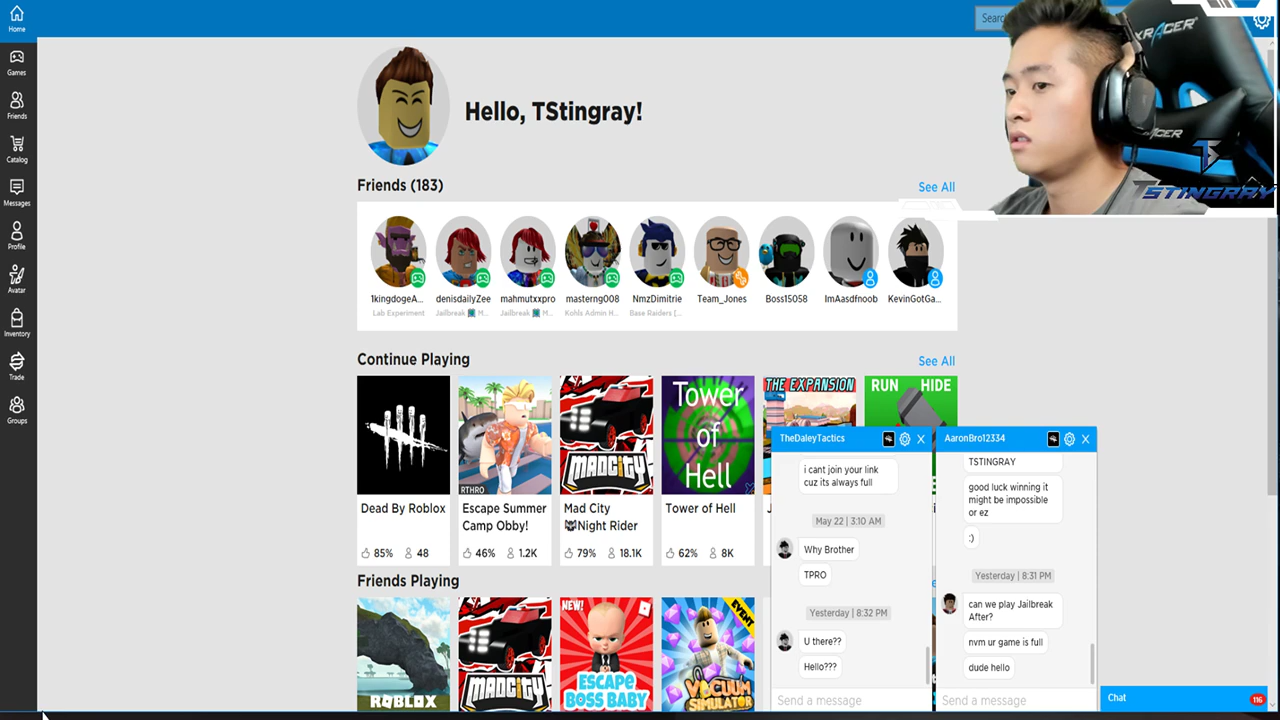 Home
Games
Friends
Catalog
Messages
Profile
Avatar
Inventory
Trade
Groups
Hello, TStingray!
Friends (183)
See All
1kingdogeA...
Lab Experiment
denisdailyZee
Jailbreak M...
mahmutxxpro
Jailbreak M...
masterng008
Kohls Admin H...
NmzDimitrie
Base Raiders [...
Team_Jones
Boss15058
ImAasdfnoob
KevinGotGa...
Continue Playing
See All
Tower
of
Hell
RTHRO
MADCITY
THE EXPANSION
RUN HIDE
Dead By Roblox
85% 48
Escape Summer
Camp Obby!
46% 1.2K
Mad City
Night Rider
79% 18.1K
Tower of Hell
62% 8K
Friends Playing
ROBLOX
MADCITY
NEW!
ESCAPE
BOSS BABY
EVENT
VACUUM
SIMULATOR
TheDaleyTactics
i cant join your link
cuz its always full
May 22 | 3:10 AM
Why Brother
TPRO
Yesterday | 8:32 PM
U there??
Hello???
Send a message
AaronBro12334
TSTINGRAY
good luck winning it
might be impossible
or ez
:)
Yesterday | 8:31 PM
can we play Jailbreak
After?
nvm ur game is full
dude hello
Send a message
Chat
116
Searc
XRACER
TSTINGRAY